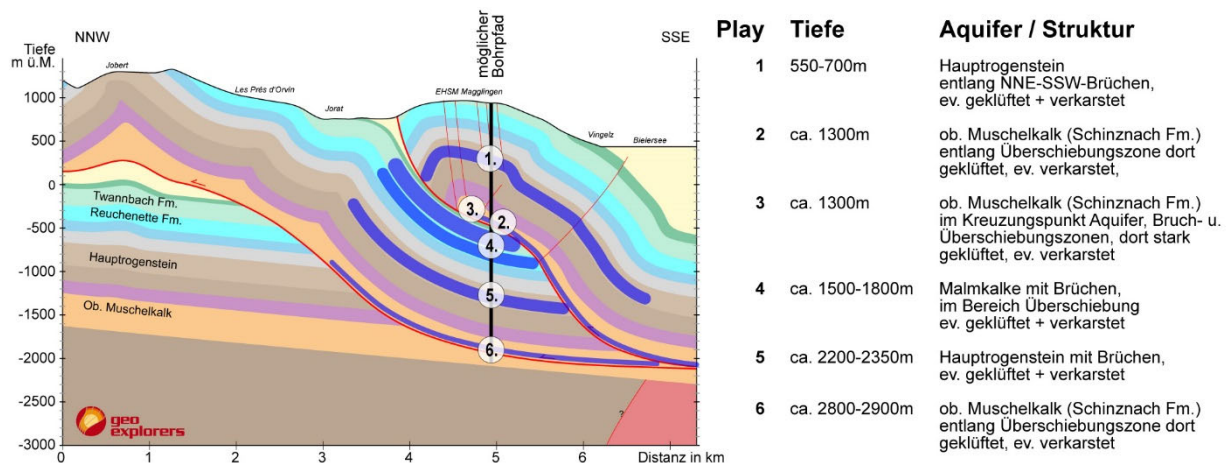 NNW
SSE
Tiefe
m ü.M.
möglicher
Bohrpfad
Jobert
Les Prés d'Orvin
Jorat
EHSM Magglingen
Vingelz
Bielersee
1000
500
0
-500
-1000
-1500
-2000
-2500
-3000
Twannbach Fm.
Reuchenette Fm.
Hauptrogenstein
Ob. Muschelkalk
1.
2.
3.
4.
5.
6.
?
geo
explorers
0 1 2 3 4 5 6 Distanz in km
Play Tiefe Aquifer / Struktur
1 550-700m Hauptrogenstein
entlang NNE-SSW-Brüchen,
ev. geklüftet + verkarstet
2 ca. 1300m ob. Muschelkalk (Schinznach Fm.)
entlang Überschiebungszone dort
geklüftet, ev. verkarstet,
3 ca. 1300m ob. Muschelkalk (Schinznach Fm.)
im Kreuzungspunkt Aquifer, Bruch- u.
Überschiebungszonen, dort stark
geklüftet, ev. verkarstet
4 ca. 1500-1800m Malmkalke mit Brüchen,
im Bereich Überschiebung
ev. geklüftet + verkarstet
5 ca. 2200-2350m Hauptrogenstein mit Brüchen,
ev. geklüftet + verkarstet
6 ca. 2800-2900m ob. Muschelkalk (Schinznach Fm.)
entlang Überschiebungszone dort
geklüftet, ev. verkarstet